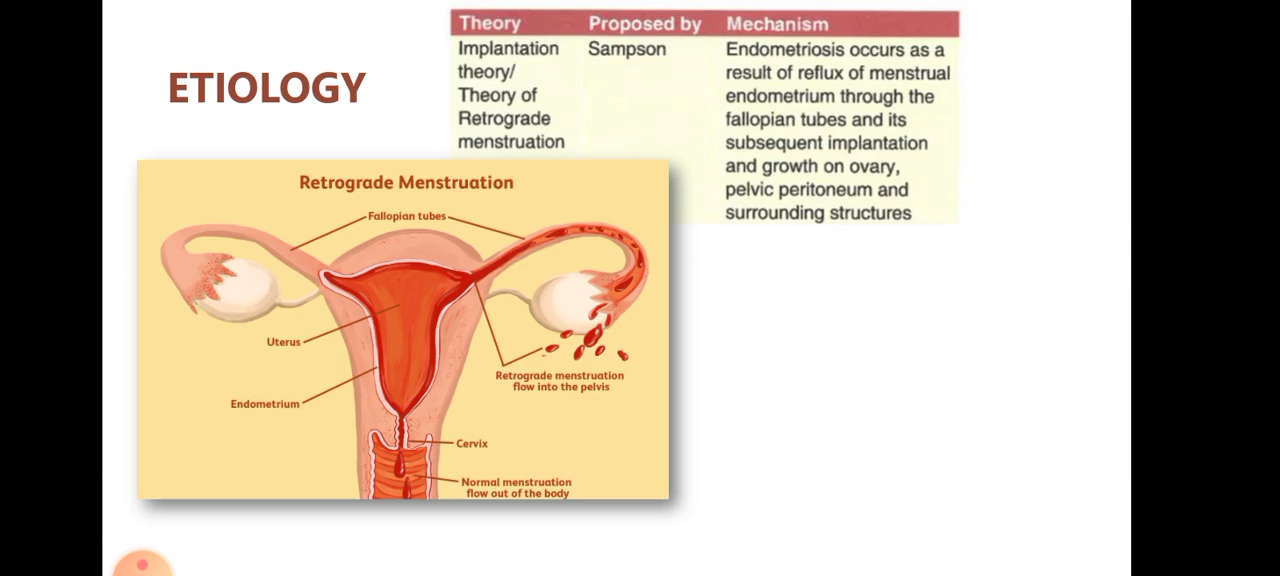 ETIOLOGY
Theory Proposed by Mechanism
Implantation
theory/
Theory of
Retrograde
menstruation
Sampson
Endometriosis occurs as a
result of reflux of menstrual
endometrium through the
fallopian tubes and its
subsequent implantation
and growth on ovary,
pelvic peritoneum and
surrounding structures
Retrograde Menstruation
Fallopian tubes
Uterus
Retrograde menstruation
flow into the pelvis
Endometrium
Cervix
Normal menstruation
flow out of the body